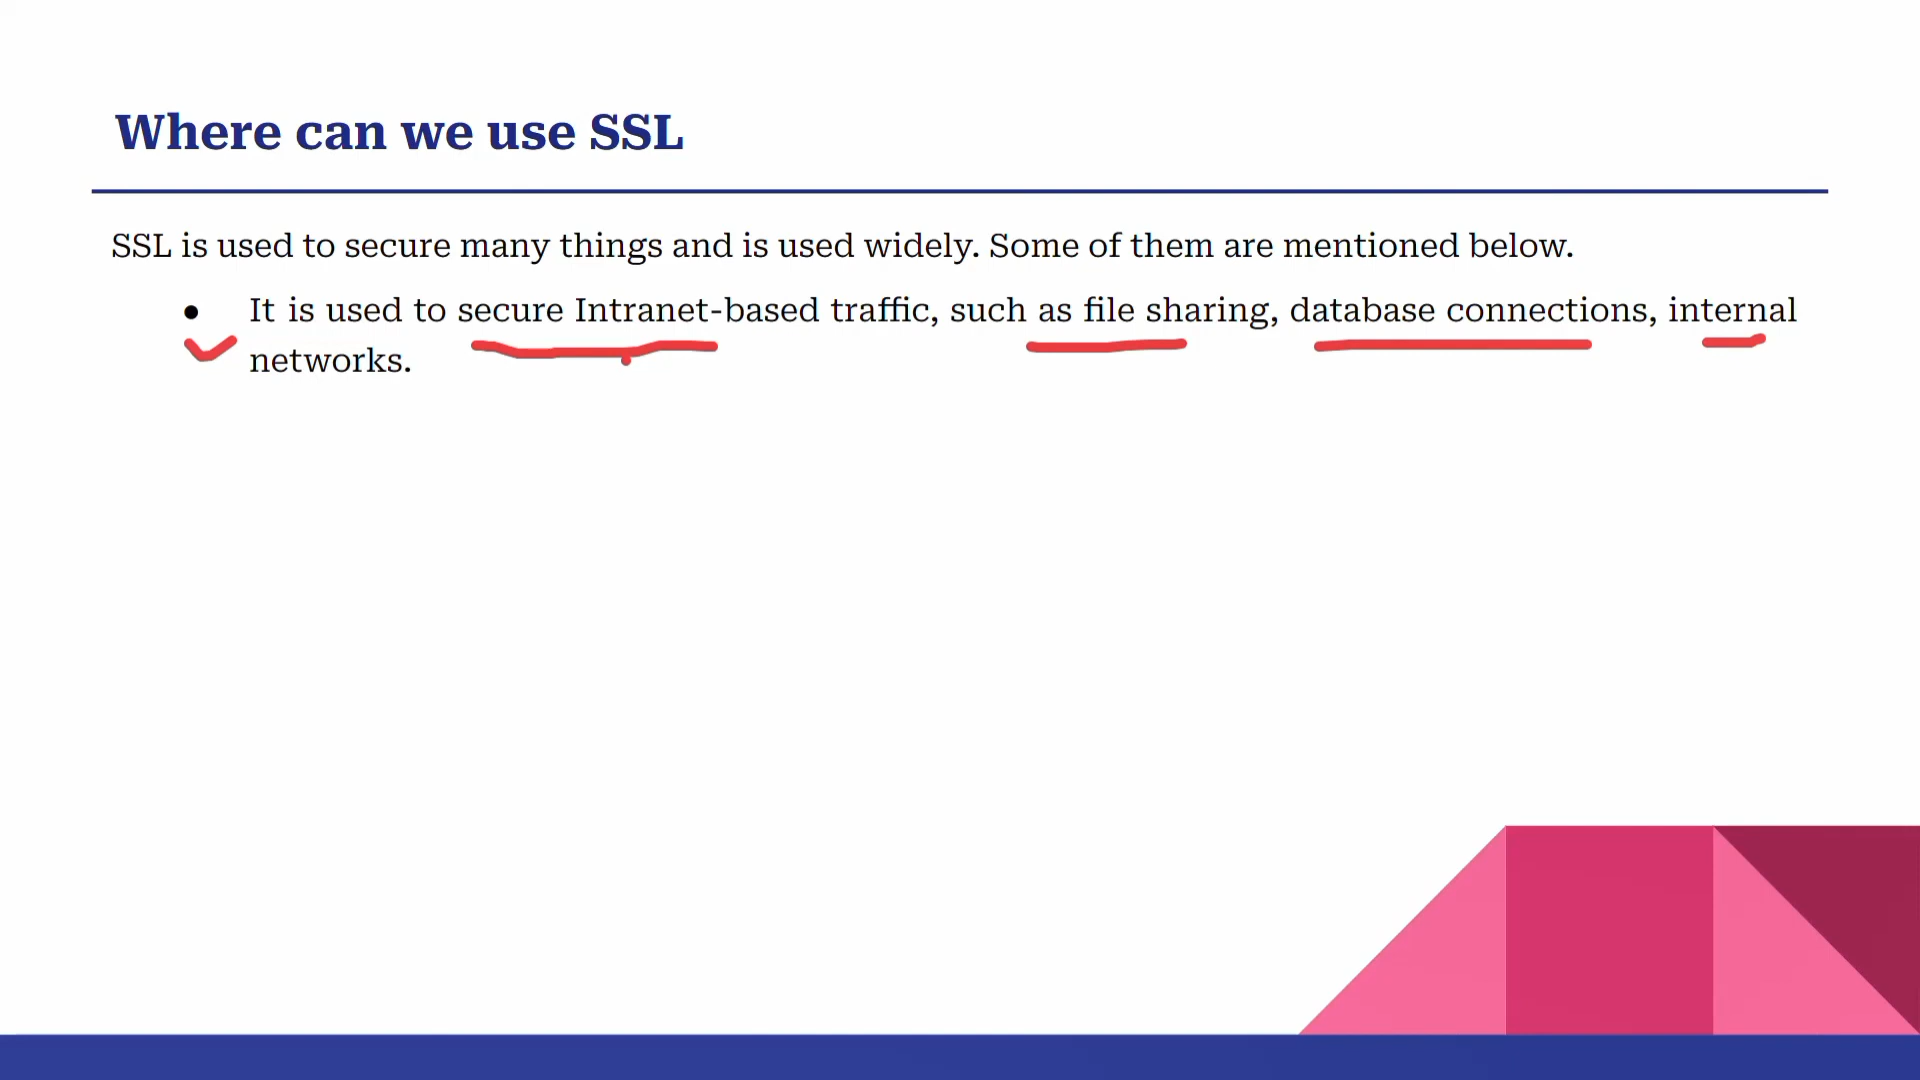 Where can we use SSL
SSL is used to secure many things and is used widely. Some of them are mentioned below.
● It is used to secure Intranet-based traffic, such as file sharing, database connections, internal
networks.